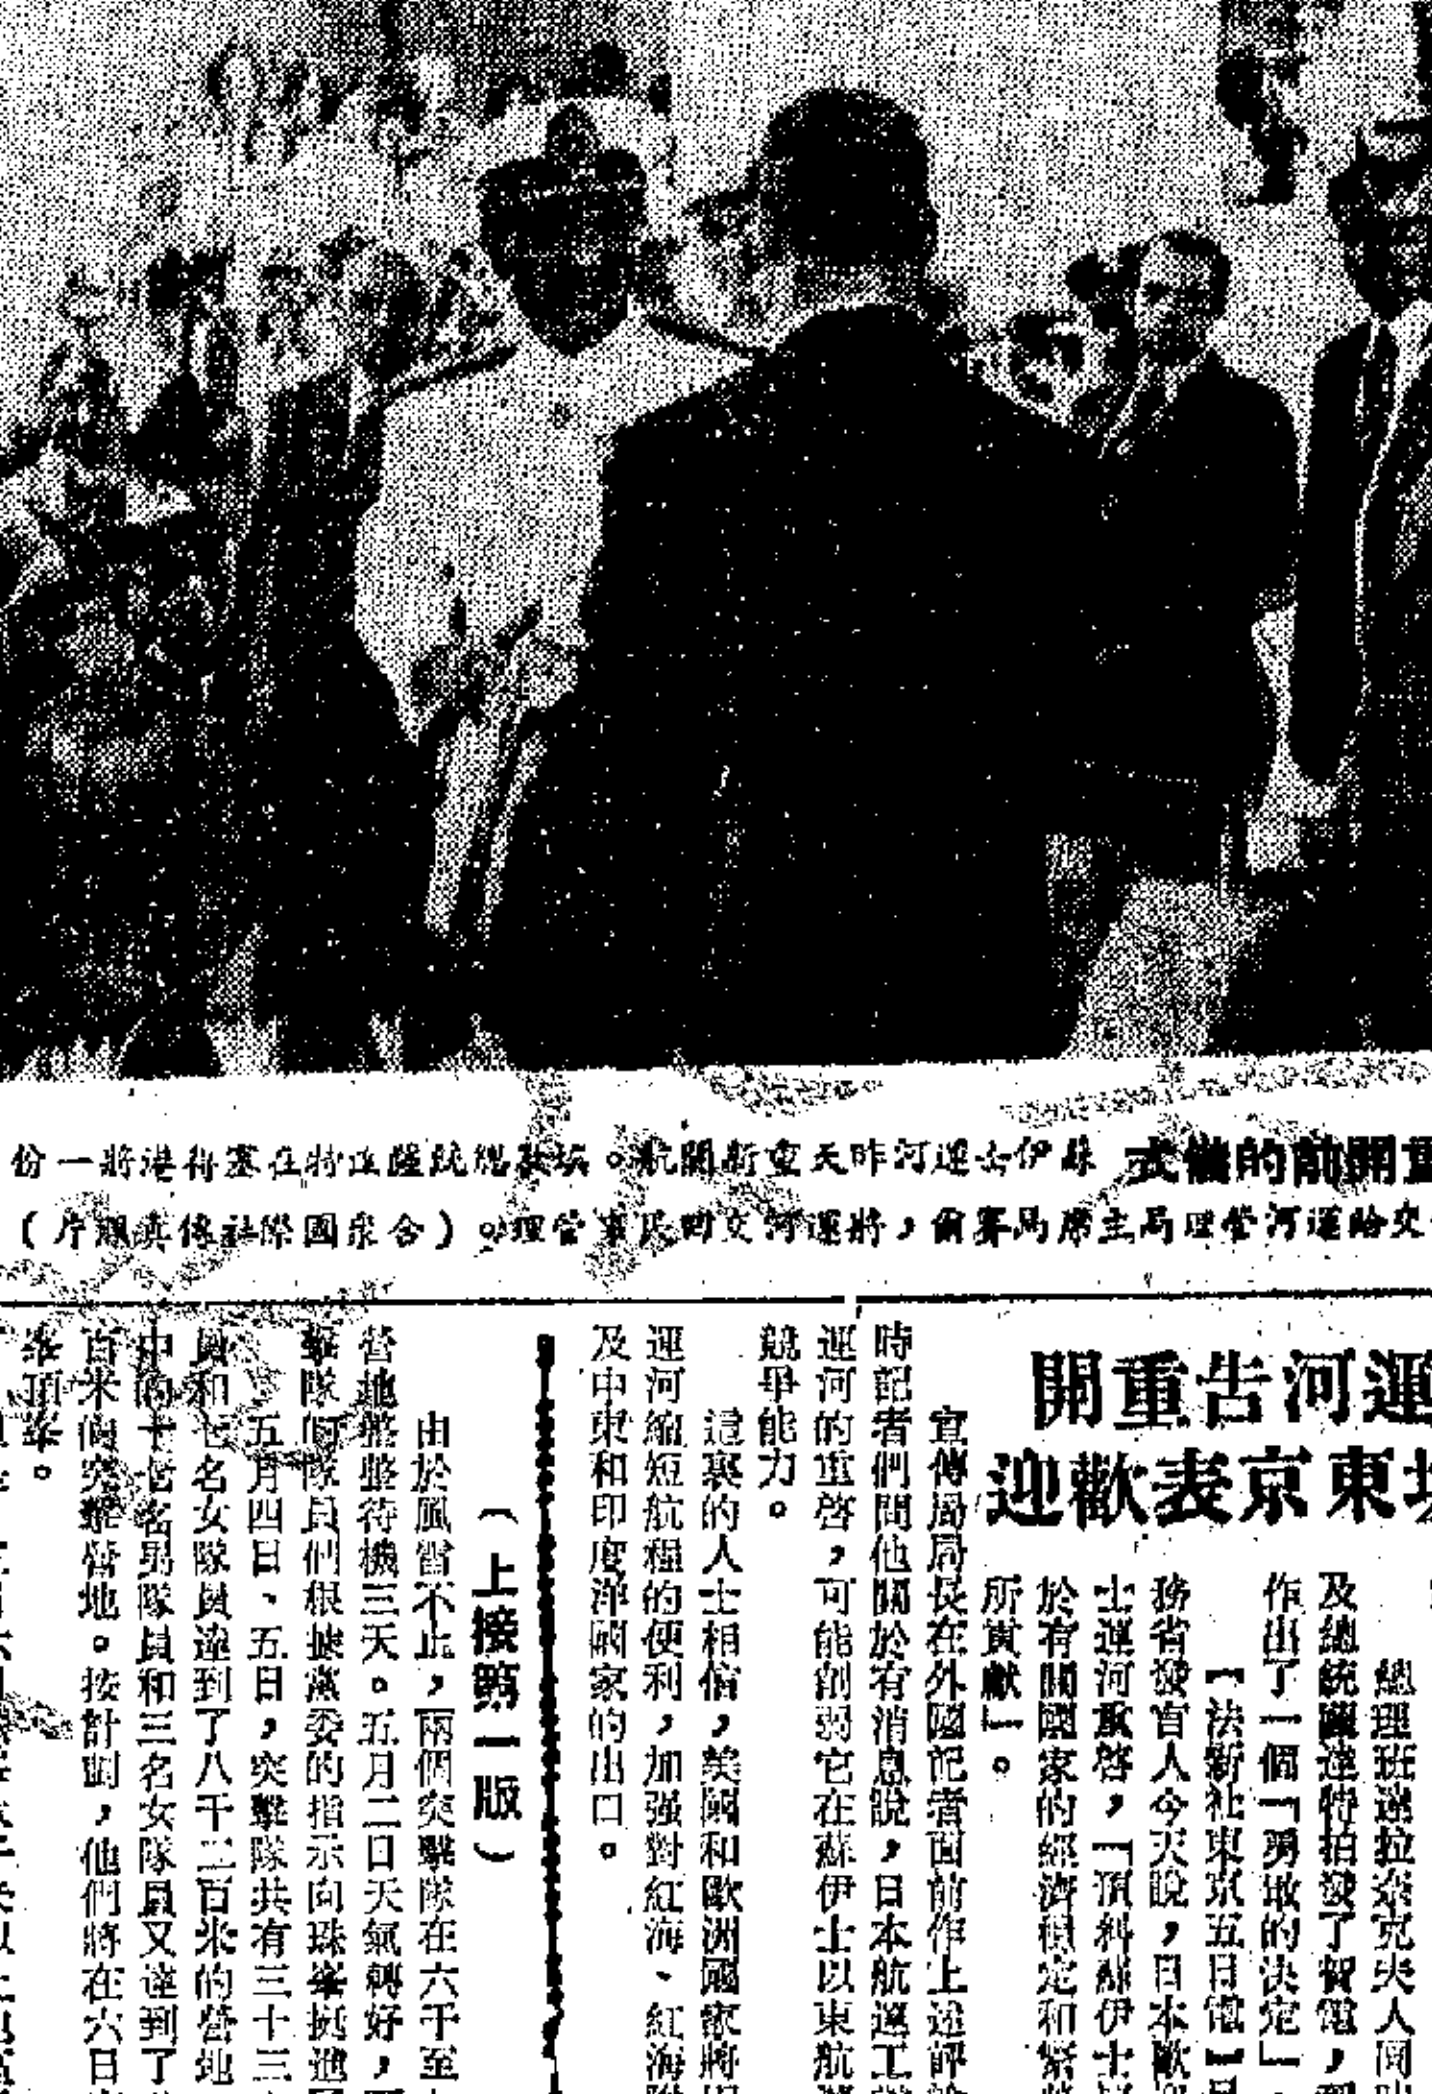 重開前的儀式
蘇伊士運河昨天重新開航。埃及總統薩達特在塞得港將一份
交給運河管理局主席馬赛爾,將運河交回民事管理。(合眾國際社傳真照片)
運河告重開
東京表歡迎
總理班達拉奈克夫人同
及總統薩達特拍發了賀電,
作出了一個「勇敢的決定」,
【法新社東京五日電】
務省發言人今天說,日本歡
士運河重啓,「預料蘇伊士
於有關國家的經濟穩定和繁
所貢獻」。
宣傳局局長在外國記者面前作上述評
時記者們問他關於有消息說,日本航運工
運河的重啓,可能削弱它在蘇伊士以東航
競爭能力。
這裏的人士相信,美國和歐洲國家將
運河縮短航程的便利,加强對紅海、紅海
及中東和印度洋國家的出口。
(上接第一版)
由於風雪不止,兩個突擊隊在六千至
營地整整待機三天。五月二日天氣轉好,
擊隊的隊員們根據黨委的指示向珠峯挺進
五月四日、五日,突擊隊共有三十三
員和七名女隊員達到了八千二百米的營地
中的十七名男隊員和三名女隊員又達到了
百米的突擊營地。按計劃,他們將在六日
峯頂峯。